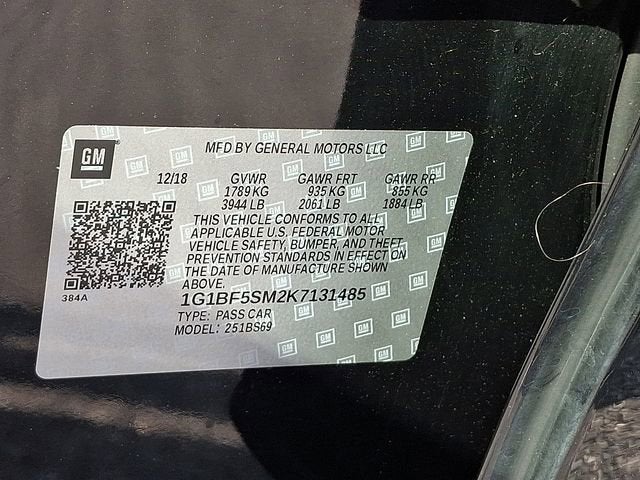 GM
MFD BY GENERAL MOTORS LLC
12/18 GVWR GAWR FRT GAWR RR
1789 KG 935 KG 855 KG
3944 LB 2061 LB 1884 LB
THIS VEHICLE CONFORMS TO ALL
APPLICABLE U.S. FEDERAL MOTOR
VEHICLE SAFETY, BUMPER, AND THEFT
PREVENTION STANDARDS IN EFFECT ON
THE DATE OF MANUFACTURE SHOWN
ABOVE.
384A
1G1BF5SM2K7131485
TYPE: PASS CAR
MODEL: 251BS69